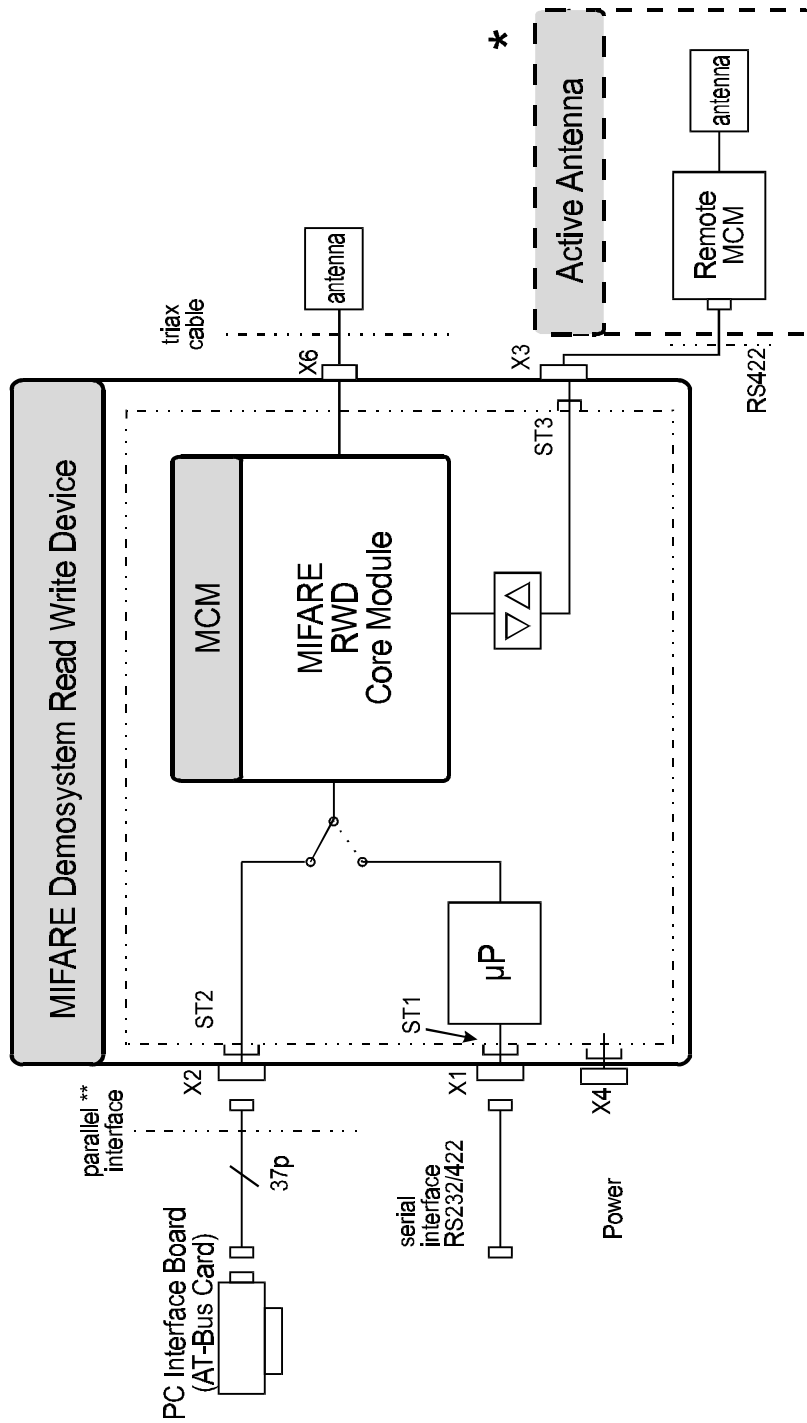 MIFARE Demosystem Read Write Device
PC Interface Board
(AT-Bus Card)
37p
parallel **
interface
X2
ST2
MCM
MIFARE
RWD
Core Module
X6
triax
cable
antenna
serial
interface
RS232/422
X1
ST1
µP
ST3
X3
RS422
Power
X4
*
Active Antenna
Remote
MCM
antenna